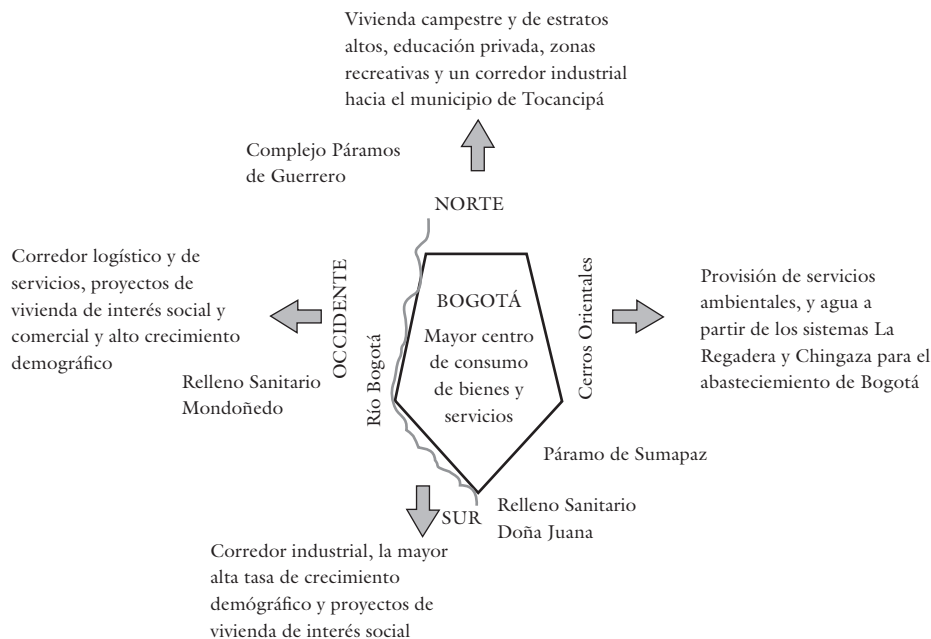 Vivienda campestre y de estratos
altos, educación privada, zonas
recreativas y un corredor industrial
hacia el municipio de Tocancipá
Complejo Páramos
de Guerrero
NORTE
Corredor logístico y de
servicios, proyectos de
vivienda de interés social y
comercial y alto crecimiento
demográfico
OCCIDENTE
Relleno Sanitario
Mondoñedo
Río Bogotá
BOGOTÁ
Mayor centro
de consumo
de bienes y
servicios
Cerros Orientales
Provisión de servicios
ambientales, y agua a
partir de los sistemas La
Regadera y Chingaza para el
abasteciemiento de Bogotá
Páramo de Sumapaz
SUR
Relleno Sanitario
Doña Juana
Corredor industrial, la mayor
alta tasa de crecimiento
demógráfico y proyectos de
vivienda de interés social